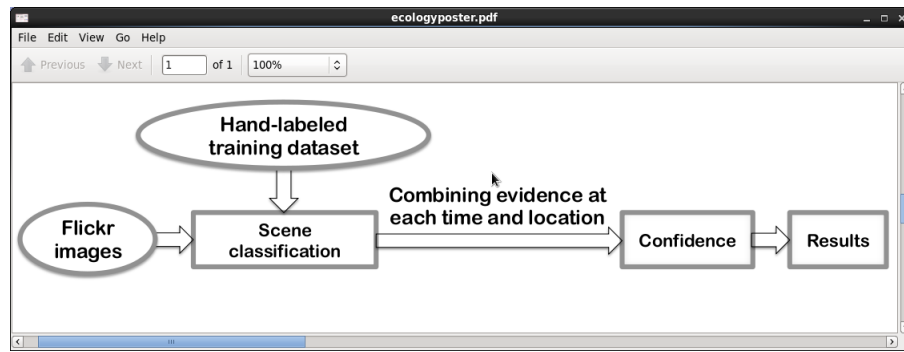 ecologyposter.pdf
File Edit View Go Help
Previous Next 1 of 1 100%
Hand-labeled
training dataset
Combining evidence at
each time and location
Flickr
images
Scene
classification
Confidence
Results